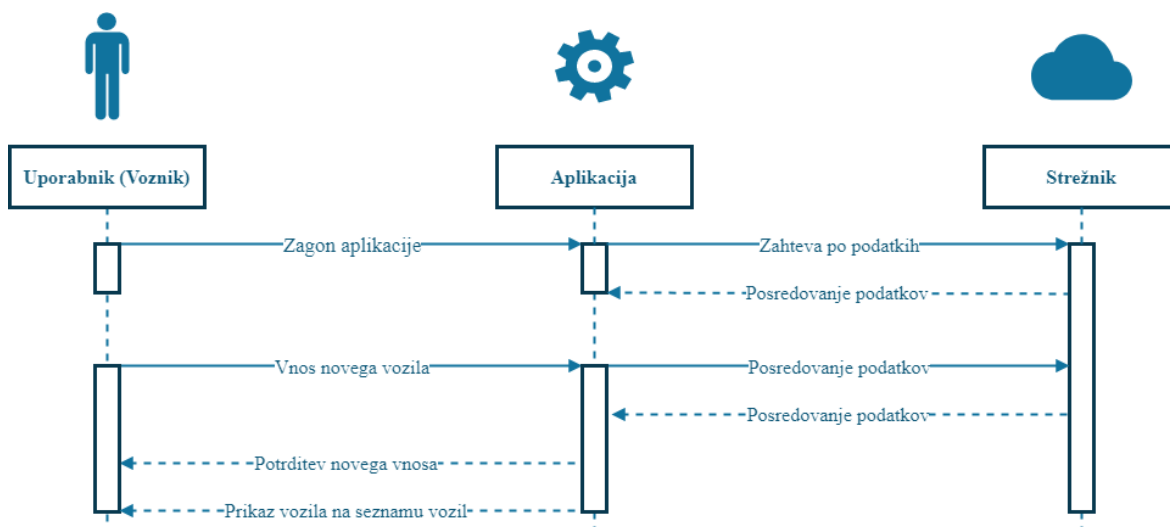 Uporabnik (Voznik)
Aplikacija
Strežnik
Zagon aplikacije
Zahteva po podatkih
Posredovanje podatkov
Vnos novega vozila
Posredovanje podatkov
Posredovanje podatkov
Potrditev novega vnosa
Prikaz vozila na seznamu vozil